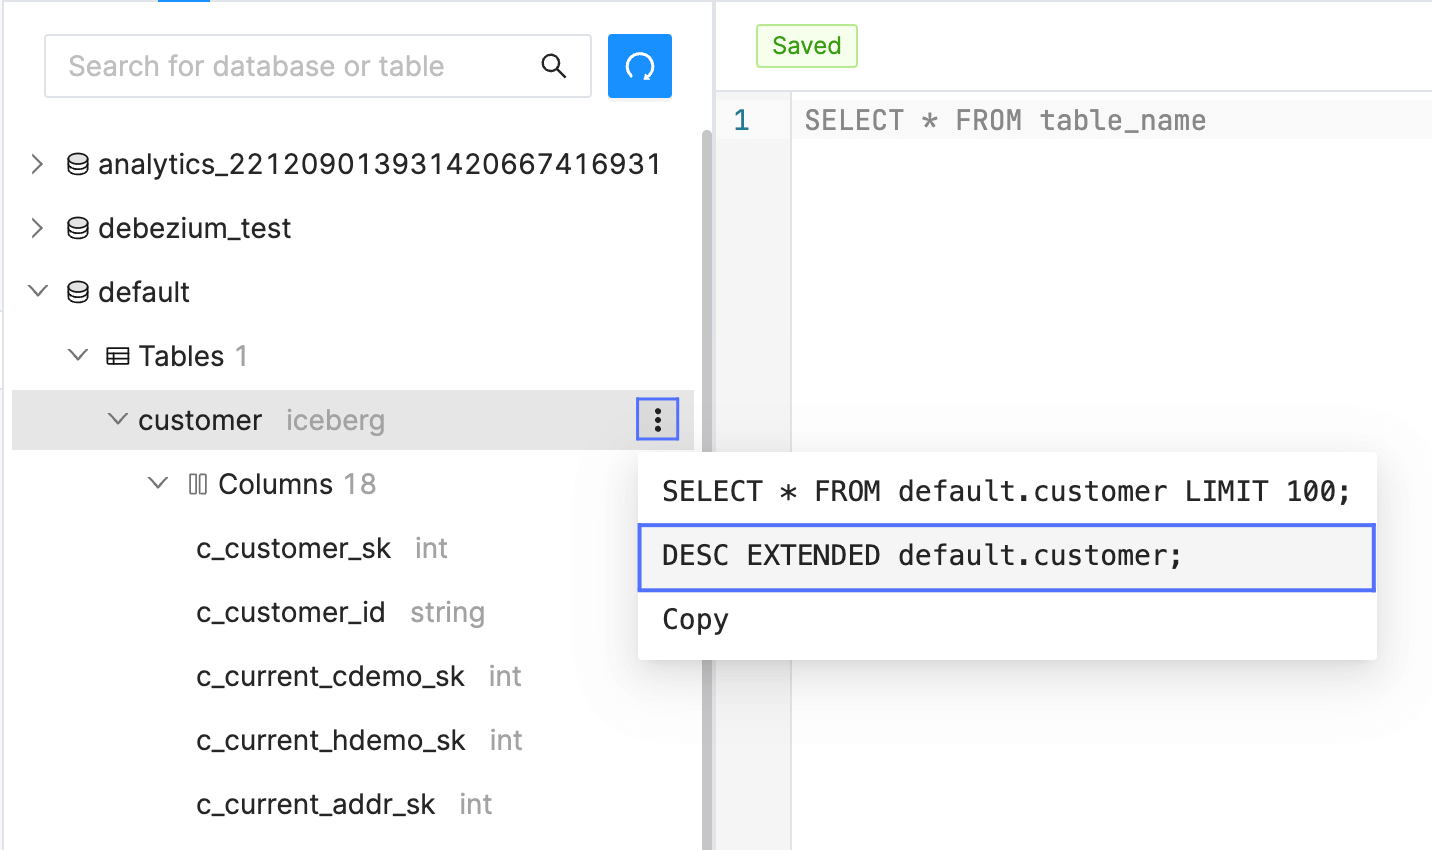 Search for database or table
analytics_221209013931420667416931
debezium_test
default
Tables 1
customer iceberg
Columns 18
c_customer_sk int
c_customer_id string
c_current_cdemo_sk int
c_current_hdemo_sk int
c_current_addr_sk int
Saved
1 SELECT * FROM table_name
SELECT * FROM default.customer LIMIT 100;
DESC EXTENDED default.customer;
Copy